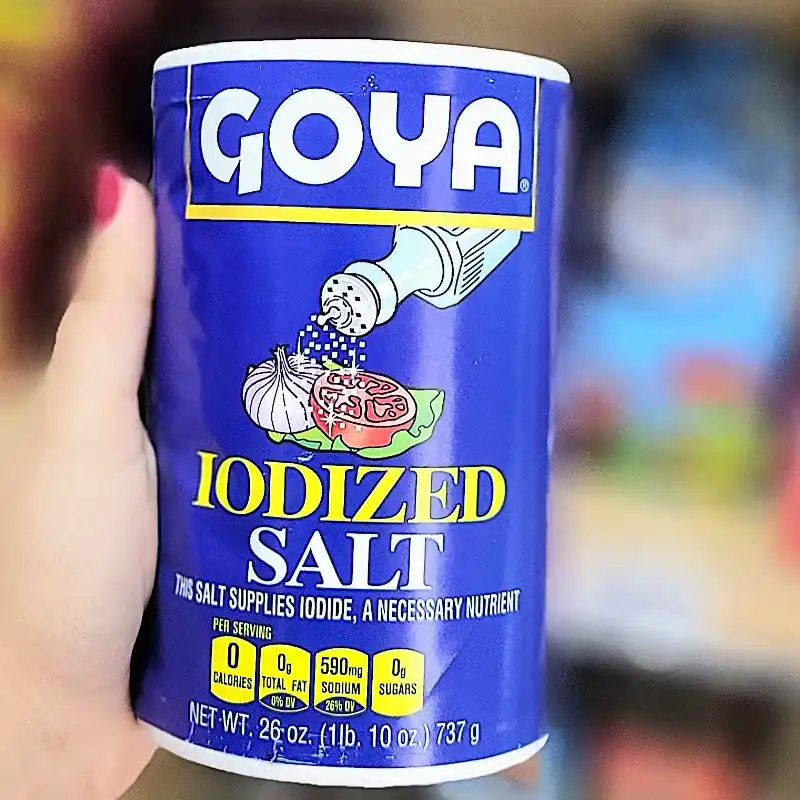 GOYA®
IODIZED
SALT
THIS SALT SUPPLIES IODIDE, A NECESSARY NUTRIENT
PER SERVING
0 CALORIES
0g TOTAL FAT 0% DV
590mg SODIUM 26% DV
0g SUGARS
NET WT. 26 oz. (1lb. 10 oz.) 737 g